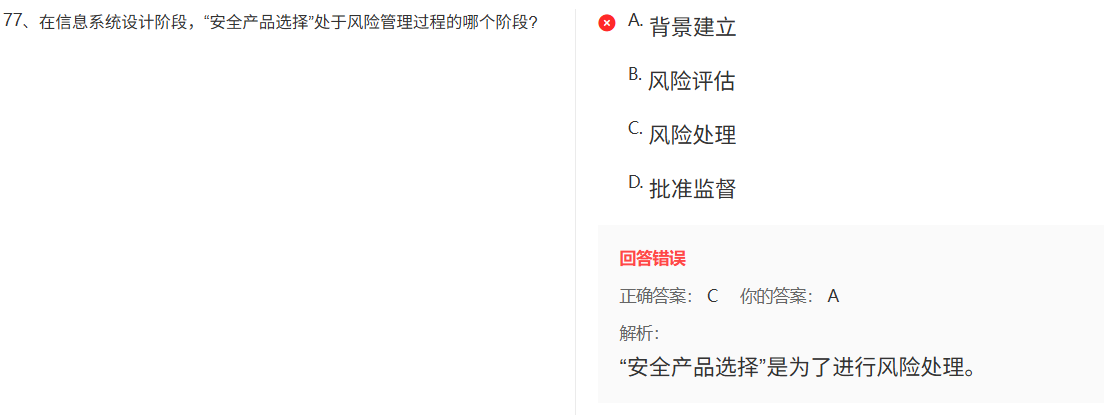 77、在信息系统设计阶段，“安全产品选择”处于风险管理过程的哪个阶段?
A. 背景建立
B. 风险评估
C. 风险处理
D. 批准监督
回答错误
正确答案： C 你的答案： A
解析：
“安全产品选择”是为了进行风险处理。